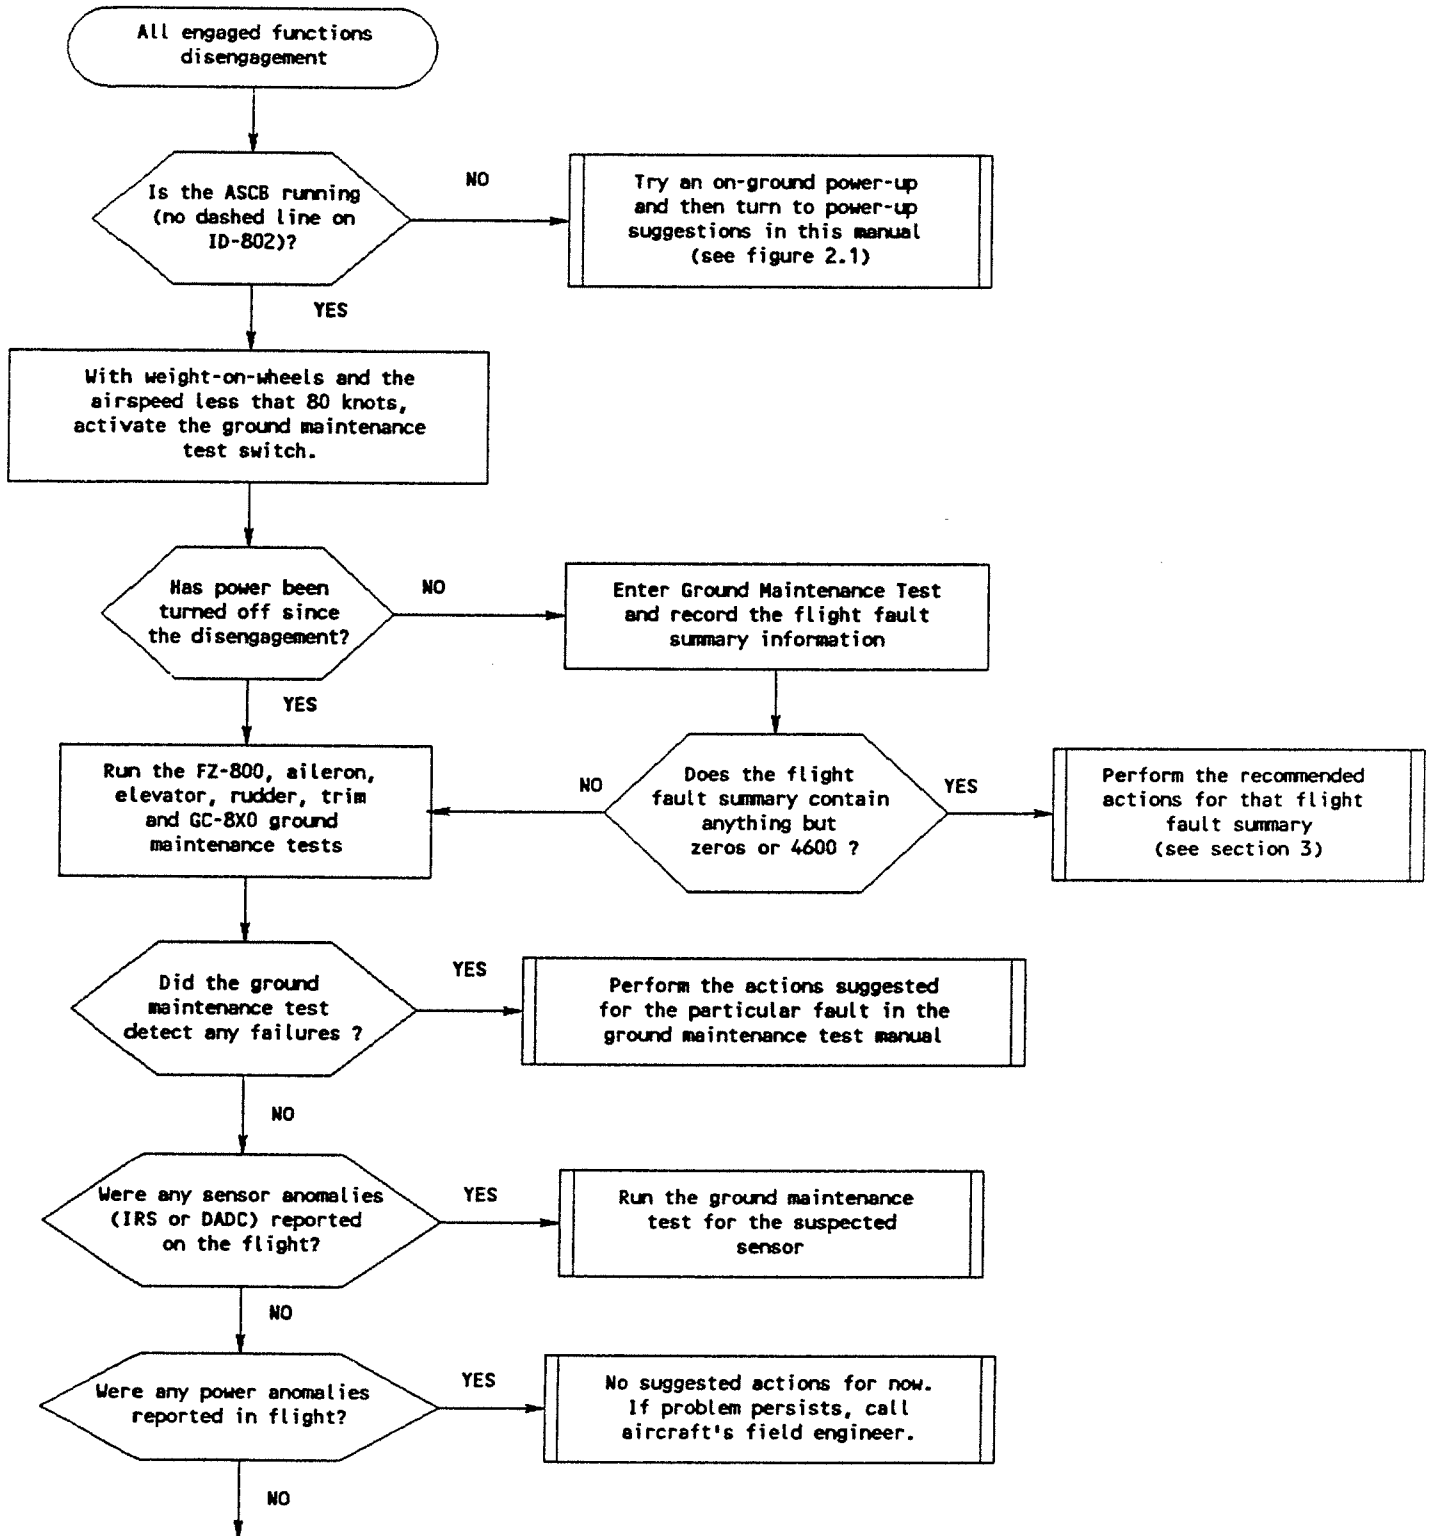 All engaged functions
disengagement
Is the ASCB running
(no dashed line on
ID-802)?
NO
Try an on-ground power-up
and then turn to power-up
suggestions in this manual
(see figure 2.1)
YES
With weight-on-wheels and the
airspeed less that 80 knots,
activate the ground maintenance
test switch.
Has power been
turned off since
the disengagement?
NO
Enter Ground Maintenance Test
and record the flight fault
summary information
YES
Run the FZ-800, aileron,
elevator, rudder, trim
and GC-8X0 ground
maintenance tests
NO
Does the flight
fault summary contain
anything but
zeros or 4600 ?
YES
Perform the recommended
actions for that flight
fault summary
(see section 3)
Did the ground
maintenance test
detect any failures ?
YES
Perform the actions suggested
for the particular fault in the
ground maintenance test manual
NO
Were any sensor anomalies
(IRS or DADC) reported
on the flight?
YES
Run the ground maintenance
test for the suspected
sensor
NO
Were any power anomalies
reported in flight?
YES
No suggested actions for now.
If problem persists, call
aircraft's field engineer.
NO